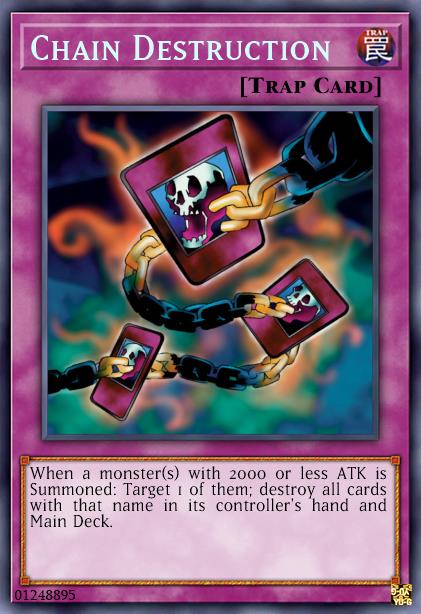 Chain Destruction
TRAP
罠
[Trap Card]
When a monster(s) with 2000 or less ATK is
Summoned: Target 1 of them; destroy all cards
with that name in its controller's hand and
Main Deck.
01248895